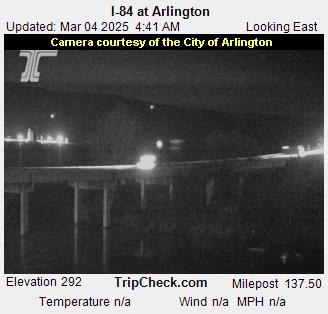 I-84 at Arlington
Updated: Mar 04 2025 4:41 AM Looking East
Camera courtesy of the City of Arlington
Elevation 292 TripCheck.com Milepost 137.50
Temperature n/a Wind n/a MPH n/a